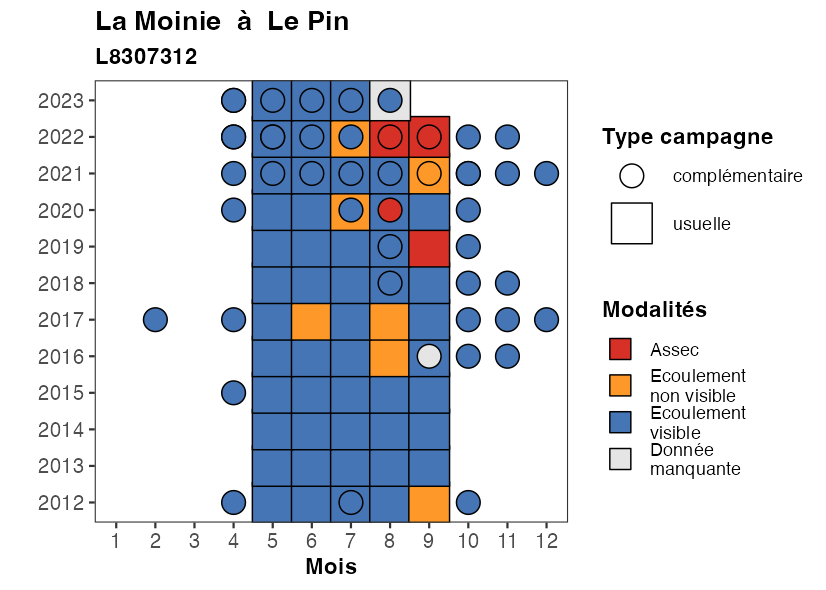 La Moinie à Le Pin
L8307312
2023
2022
2021
2020
2019
2018
2017
2016
2015
2014
2013
2012
1 2 3 4 5 6 7 8 9 10 11 12
Mois
Type campagne
complémentaire
usuelle
Modalités
Assec
Ecoulement
non visible
Ecoulement
visible
Donnée
manquante